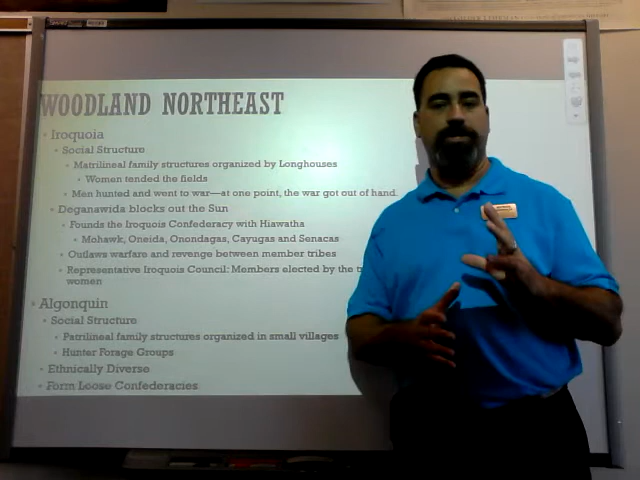 WOODLAND NORTHEAST
Iroquoia
Social Structure
Matrilineal family structures organized by Longhouses
Women tended the fields
Men hunted and went to war—at one point, the war got out of hand.
Deganawida blocks out the Sun
Founds the Iroquois Confederacy with Hiawatha
Mohawk, Oneida, Onondagas, Cayugas and Senacas
Outlaws warfare and revenge between member tribes
Representative Iroquois Council: Members elected by the
women
Algonquin
Social Structure
Patrilineal family structures organized in small villages
Hunter Forage Groups
Ethnically Diverse
Form Loose Confederacies